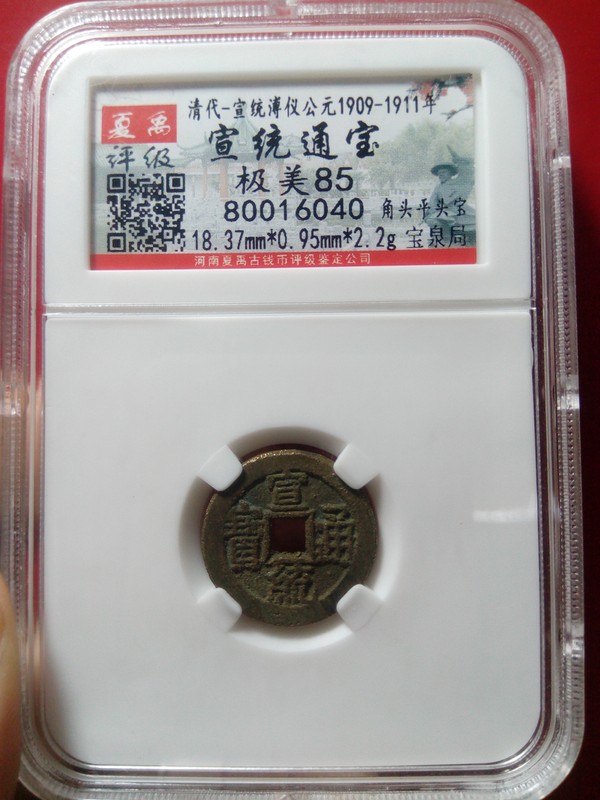 清代-宣统溥仪公元1909-1911年
夏禹
评级
宣统通宝
极美85
80016040 角头平头宝
18.37mm*0.95mm*2.2g 宝泉局
河南夏禹古钱币评级鉴定公司
宣統通寶